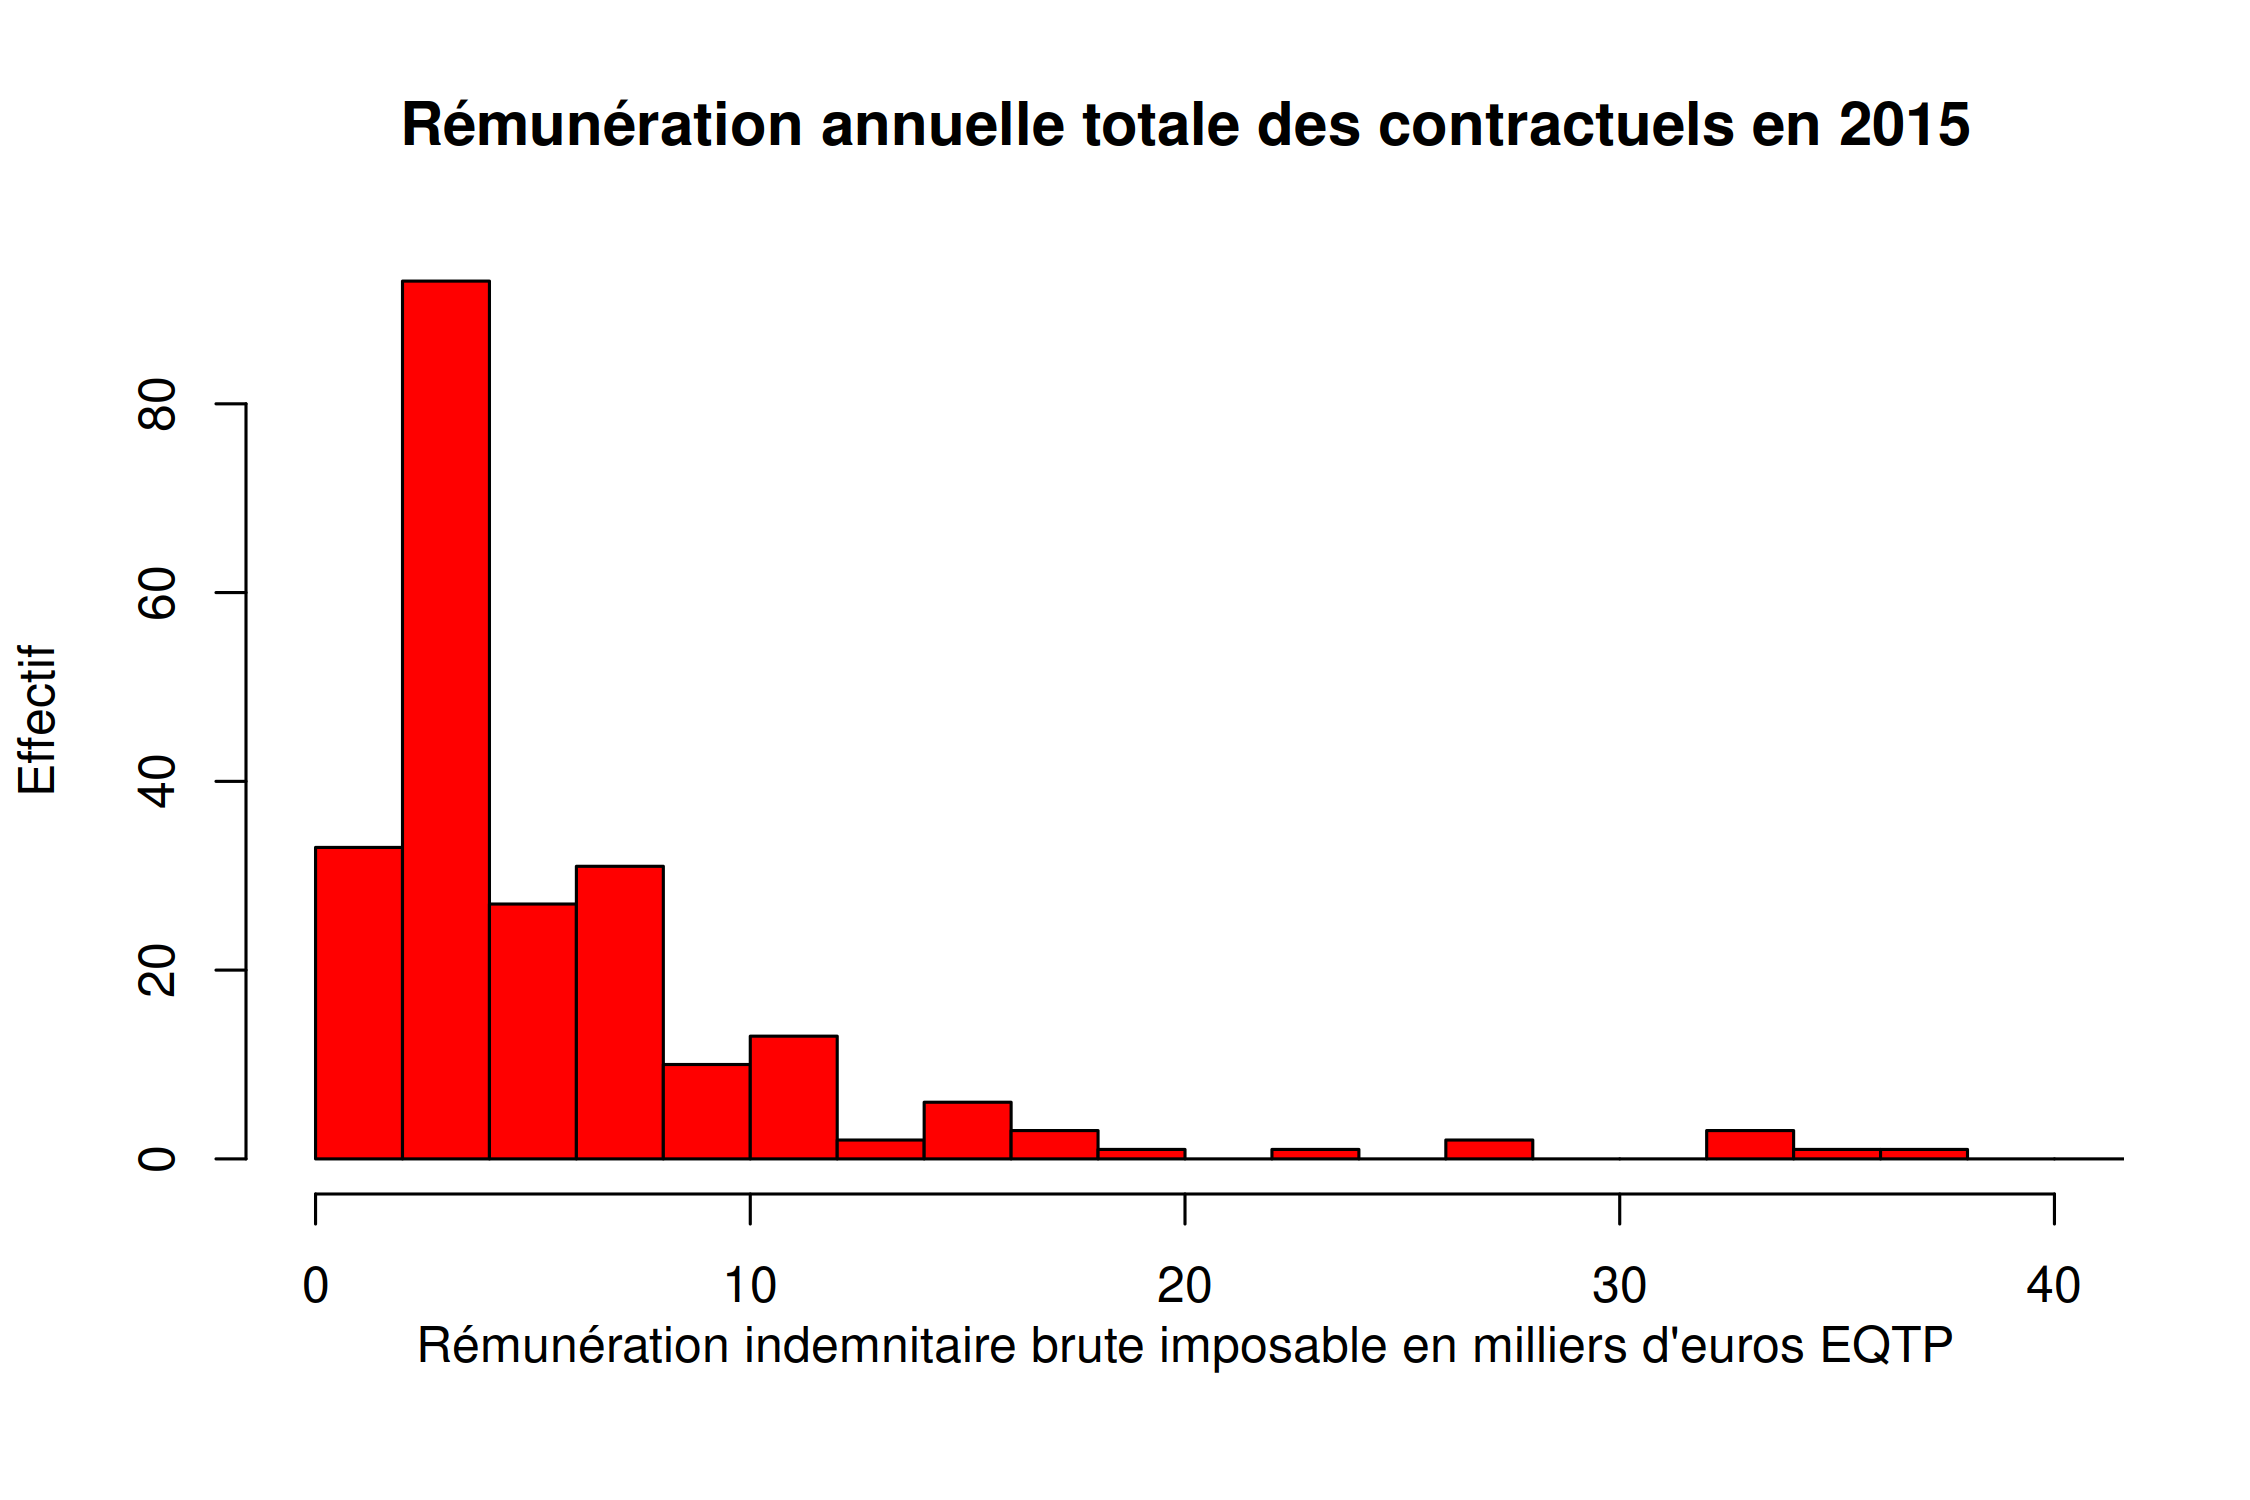 Rémunération annuelle totale des contractuels en 2015
Effectif
80
60
40
20
0
0 10 20 30 40
Rémunération indemnitaire brute imposable en milliers d'euros EQTP